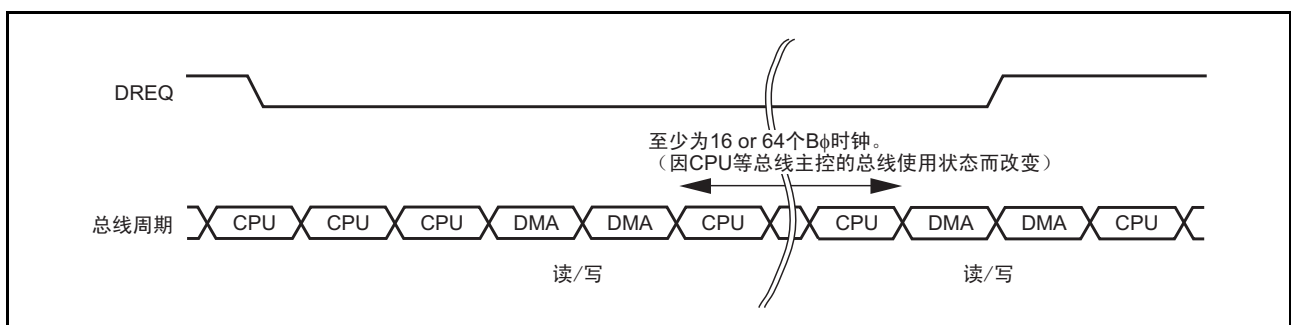 DREQ
至少为16 or 64个Bϕ时钟。
（因CPU等总线主控的总线使用状态而改变）
总线周期 CPU CPU CPU DMA DMA CPU CPU DMA DMA CPU
读/写 读/写